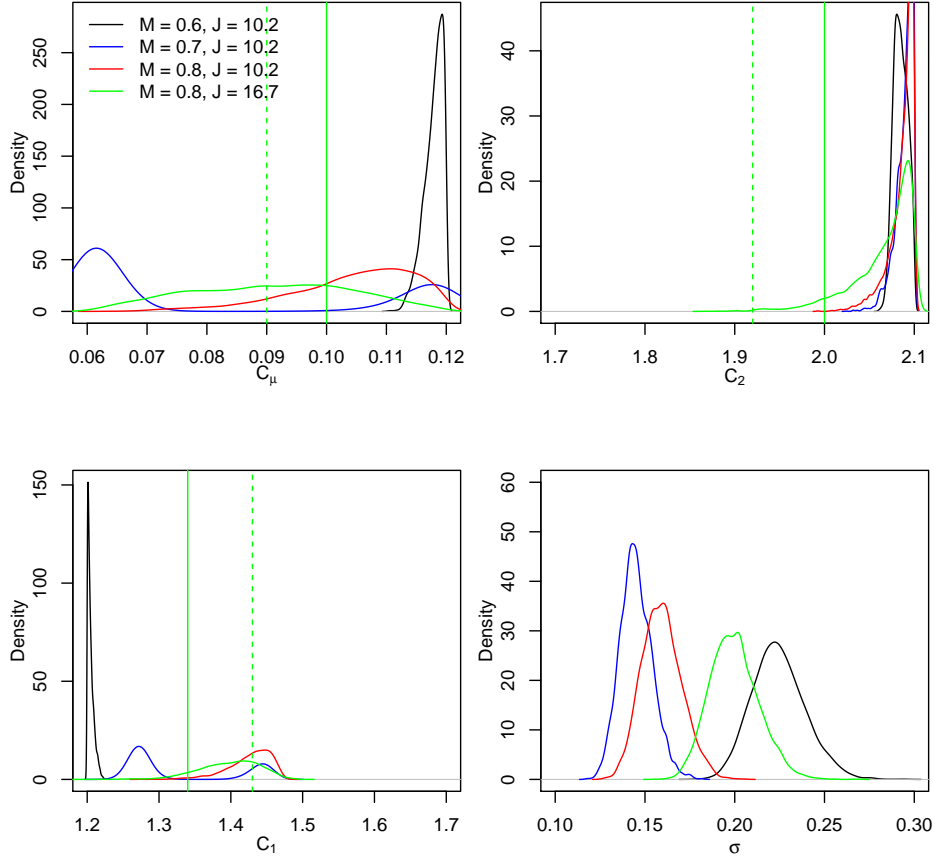 M = 0.6, J = 10.2
M = 0.7, J = 10.2
M = 0.8, J = 10.2
M = 0.8, J = 16.7
Density
0 50 100 150 200 250
0.06 0.07 0.08 0.09 0.10 0.11 0.12
Cμ
Density
0 10 20 30 40
1.7 1.8 1.9 2.0 2.1
C2
Density
0 50 100 150
1.2 1.3 1.4 1.5 1.6 1.7
C1
Density
0 10 20 30 40 50 60
0.10 0.15 0.20 0.25 0.30
σ